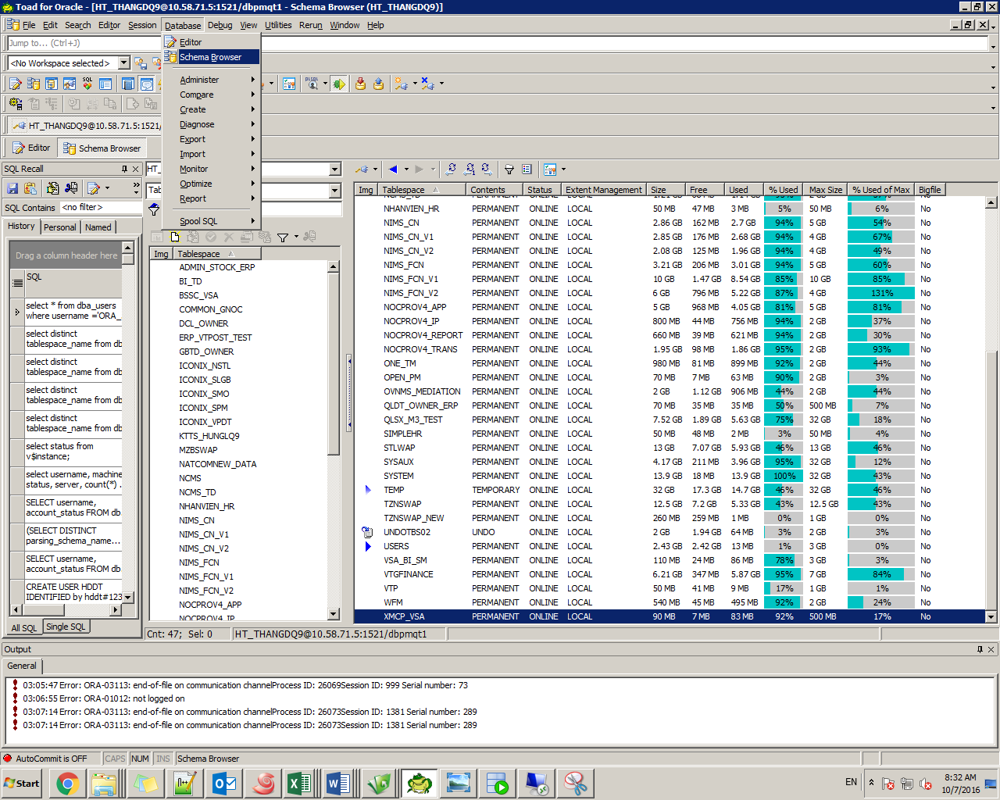 Toad for Oracle - [HT_THANGDQ9@10.58.71.5:1521/dbpmqt1 - Schema Browser (HT_THANGDQ9)]
File Edit Search Editor Session Database Debug View Utilities Rerun Window Help
Jump to... (Ctrl+J)
<No Workspace selected>
Editor
Schema Browser
Administer
Compare
Create
Diagnose
Export
Import
Monitor
Optimize
Report
Spool SQL
HT_THANGDQ9@10.58.71.5:1521/
Editor Schema Browser
SQL Recall
HT_
Tab
SQL Contains <no filter>
History Personal Named
Drag a column header here
SQL
select * from dba_users
where username ='ORA_
select distinct
tablespace_name from db
select distinct
tablespace_name from db
select distinct
tablespace_name from db
select distinct
tablespace_name from db
select status from
v$instance;
select username, machine
status, server, count(*) .
SELECT username,
account_status FROM db
(SELECT DISTINCT
parsing_schema_name...
SELECT username,
account_status FROM db
CREATE USER HDDT
IDENTIFIED by hddt#123
All SQL Single SQL
Img Tablespace
ADMIN_STOCK_ERP
BI_TD
BSSC_VSA
COMMON_GNOC
DCL_OWNER
ERP_VTPOST_TEST
GBTD_OWNER
ICONIX_NSTL
ICONIX_SLGB
ICONIX_SMO
ICONIX_SPM
ICONIX_VPDT
KTTS_HUNGLQ9
MZBSWAP
NATCOMNEW_DATA
NCMS
NCMS_TD
NHANVIEN_HR
NIMS_CN
NIMS_CN_V1
NIMS_CN_V2
NIMS_FCN
NIMS_FCN_V1
NIMS_FCN_V2
NOCPROV4_APP
NOCPROV4_IP
Cnt: 47; Sel: 0 HT_THANGDQ9@10.58.71.5:1521/dbpmqt1
Img Tablespace Contents Status Extent Management Size Free Used % Used Max Size % Used of Max Bigfile
NHANVIEN_HR PERMANENT ONLINE LOCAL 50 MB 47 MB 3 MB 5% 50 MB 6% No
NIMS_CN PERMANENT ONLINE LOCAL 2.86 GB 162 MB 2.7 GB 94% 5 GB 54% No
NIMS_CN_V1 PERMANENT ONLINE LOCAL 2.85 GB 176 MB 2.68 GB 94% 4 GB 67% No
NIMS_CN_V2 PERMANENT ONLINE LOCAL 2.08 GB 125 MB 1.96 GB 94% 4 GB 49% No
NIMS_FCN PERMANENT ONLINE LOCAL 3.21 GB 206 MB 3.01 GB 94% 5 GB 60% No
NIMS_FCN_V1 PERMANENT ONLINE LOCAL 10 GB 1.47 GB 8.54 GB 85% 10 GB 85% No
NIMS_FCN_V2 PERMANENT ONLINE LOCAL 6 GB 796 MB 5.22 GB 87% 4 GB 131% No
NOCPROV4_APP PERMANENT ONLINE LOCAL 5 GB 968 MB 4.05 GB 81% 5 GB 81% No
NOCPROV4_IP PERMANENT ONLINE LOCAL 800 MB 44 MB 756 MB 94% 2 GB 37% No
NOCPROV4_REPORT PERMANENT ONLINE LOCAL 660 MB 39 MB 621 MB 94% 2 GB 30% No
NOCPROV4_TRANS PERMANENT ONLINE LOCAL 1.95 GB 98 MB 1.86 GB 95% 2 GB 93% No
ONE_TM PERMANENT ONLINE LOCAL 980 MB 81 MB 899 MB 92% 2 GB 44% No
OPEN_PM PERMANENT ONLINE LOCAL 70 MB 7 MB 63 MB 90% 2 GB 3% No
OVNMS_MEDIATION PERMANENT ONLINE LOCAL 2 GB 1.12 GB 906 MB 44% 2 GB 44% No
QLDT_OWNER_ERP PERMANENT ONLINE LOCAL 70 MB 35 MB 35 MB 50% 500 MB 7% No
QLSX_M3_TEST PERMANENT ONLINE LOCAL 7.52 GB 1.89 GB 5.63 GB 75% 32 GB 18% No
SIMPLEHR PERMANENT ONLINE LOCAL 50 MB 48 MB 2 MB 3% 50 MB 4% No
STLWAP PERMANENT ONLINE LOCAL 13 GB 7.07 GB 5.93 GB 46% 13 GB 46% No
SYSAUX PERMANENT ONLINE LOCAL 4.17 GB 211 MB 3.96 GB 95% 32 GB 12% No
SYSTEM PERMANENT ONLINE LOCAL 13.9 GB 18 MB 13.9 GB 100% 32 GB 43% No
TEMP TEMPORARY ONLINE LOCAL 32 GB 17.3 GB 14.7 GB 46% 32 GB 46% No
TZNSWAP PERMANENT ONLINE LOCAL 12.5 GB 7.2 GB 5.33 GB 43% 12.5 GB 43% No
TZNSWAP_NEW PERMANENT ONLINE LOCAL 260 MB 259 MB 1 MB 0% 1 GB 0% No
UNDOTBS02 UNDO ONLINE LOCAL 2 GB 1.94 GB 64 MB 3% 2 GB 3% No
USERS PERMANENT ONLINE LOCAL 2.43 GB 2.42 GB 13 MB 1% 3 GB 0% No
VSA_BI_SM PERMANENT ONLINE LOCAL 110 MB 24 MB 86 MB 78% 3 GB 3% No
VTGFINANCE PERMANENT ONLINE LOCAL 6.21 GB 347 MB 5.87 GB 95% 7 GB 84% No
VTP PERMANENT ONLINE LOCAL 50 MB 41 MB 9 MB 17% 1 GB 1% No
WFM PERMANENT ONLINE LOCAL 540 MB 45 MB 495 MB 92% 2 GB 24% No
XMCP_VSA PERMANENT ONLINE LOCAL 90 MB 7 MB 83 MB 92% 500 MB 17% No
Output
General
03:05:47 Error: ORA-03113: end-of-file on communication channelProcess ID: 26069Session ID: 999 Serial number: 73
03:06:55 Error: ORA-01012: not logged on
03:07:14 Error: ORA-03113: end-of-file on communication channelProcess ID: 26073Session ID: 1381 Serial number: 289
03:07:14 Error: ORA-03113: end-of-file on communication channelProcess ID: 26073Session ID: 1381 Serial number: 289
AutoCommit is OFF CAPS NUM INS Schema Browser
Start
EN
8:32 AM
10/7/2016